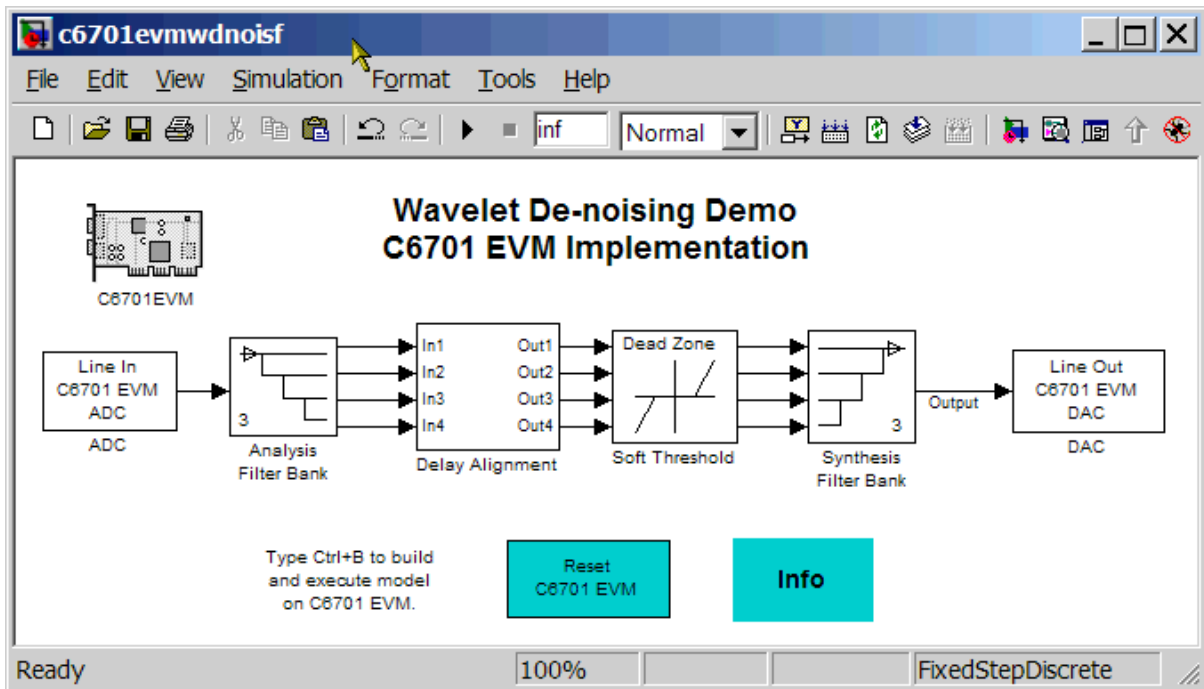 c6701evmwdnoisf
File Edit View Simulation Format Tools Help
inf Normal
Wavelet De-noising Demo
C6701 EVM Implementation
C6701EVM
Line In
C6701 EVM
ADC
ADC
3
Analysis
Filter Bank
In1 Out1
In2 Out2
In3 Out3
In4 Out4
Delay Alignment
Dead Zone
Soft Threshold
3
Synthesis
Filter Bank
Output
Line Out
C6701 EVM
DAC
DAC
Type Ctrl+B to build
and execute model
on C6701 EVM.
Reset
C6701 EVM
Info
Ready 100% FixedStepDiscrete